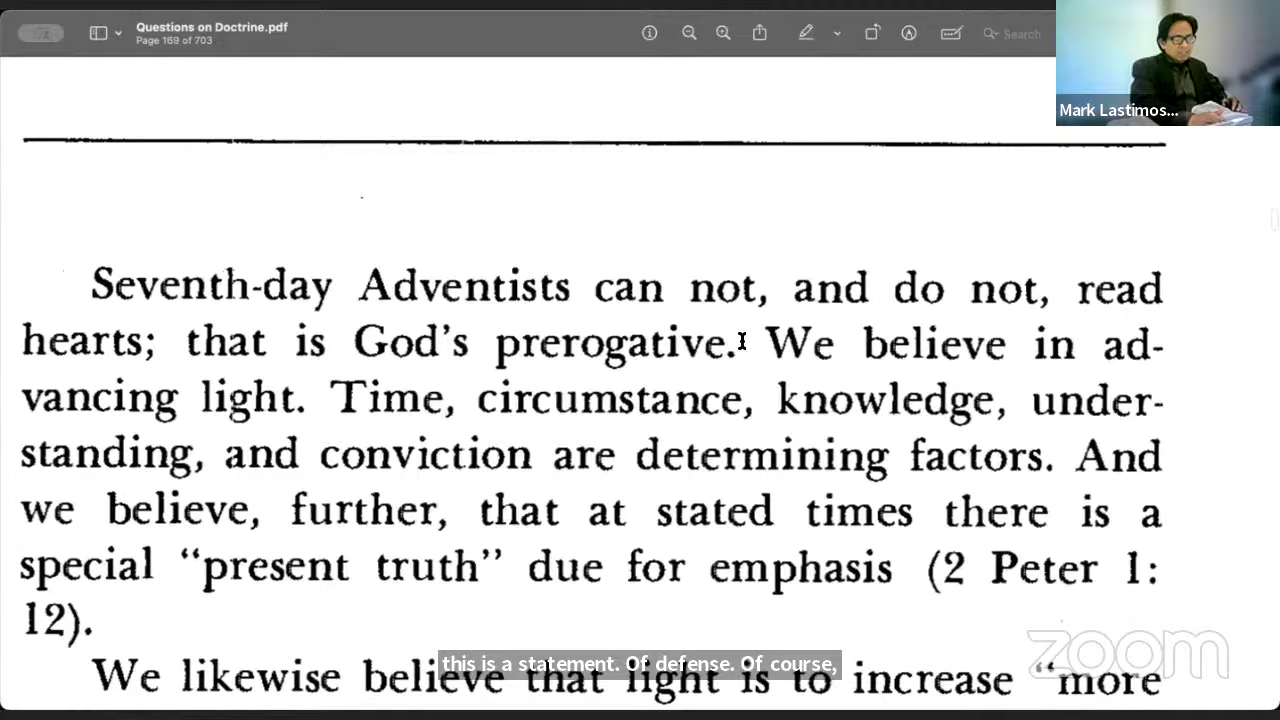 Questions on Doctrine.pdf
Page 169 of 703
Search
Mark Lastimos...
Seventh-day Adventists can not, and do not, read
hearts; that is God's prerogative. We believe in ad-
vancing light. Time, circumstance, knowledge, under-
standing, and conviction are determining factors. And
we believe, further, that at stated times there is a
special “present truth” due for emphasis (2 Peter 1:
12).
We likewise believe that light is to increase “more
this is a statement. Of defense. Of course,
zoom